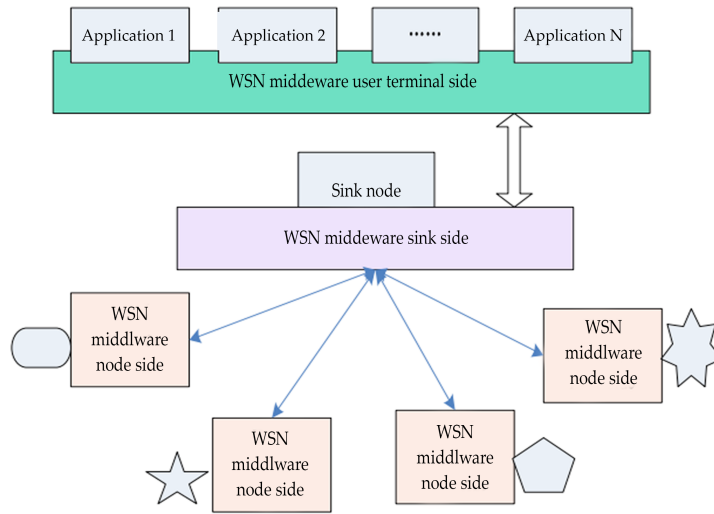 Application 1
Application 2
······
Application N
WSN middeware user terminal side
Sink node
WSN middeware sink side
WSN
middlware
node side
WSN
middlware
node side
WSN
middlware
node side
WSN
middlware
node side